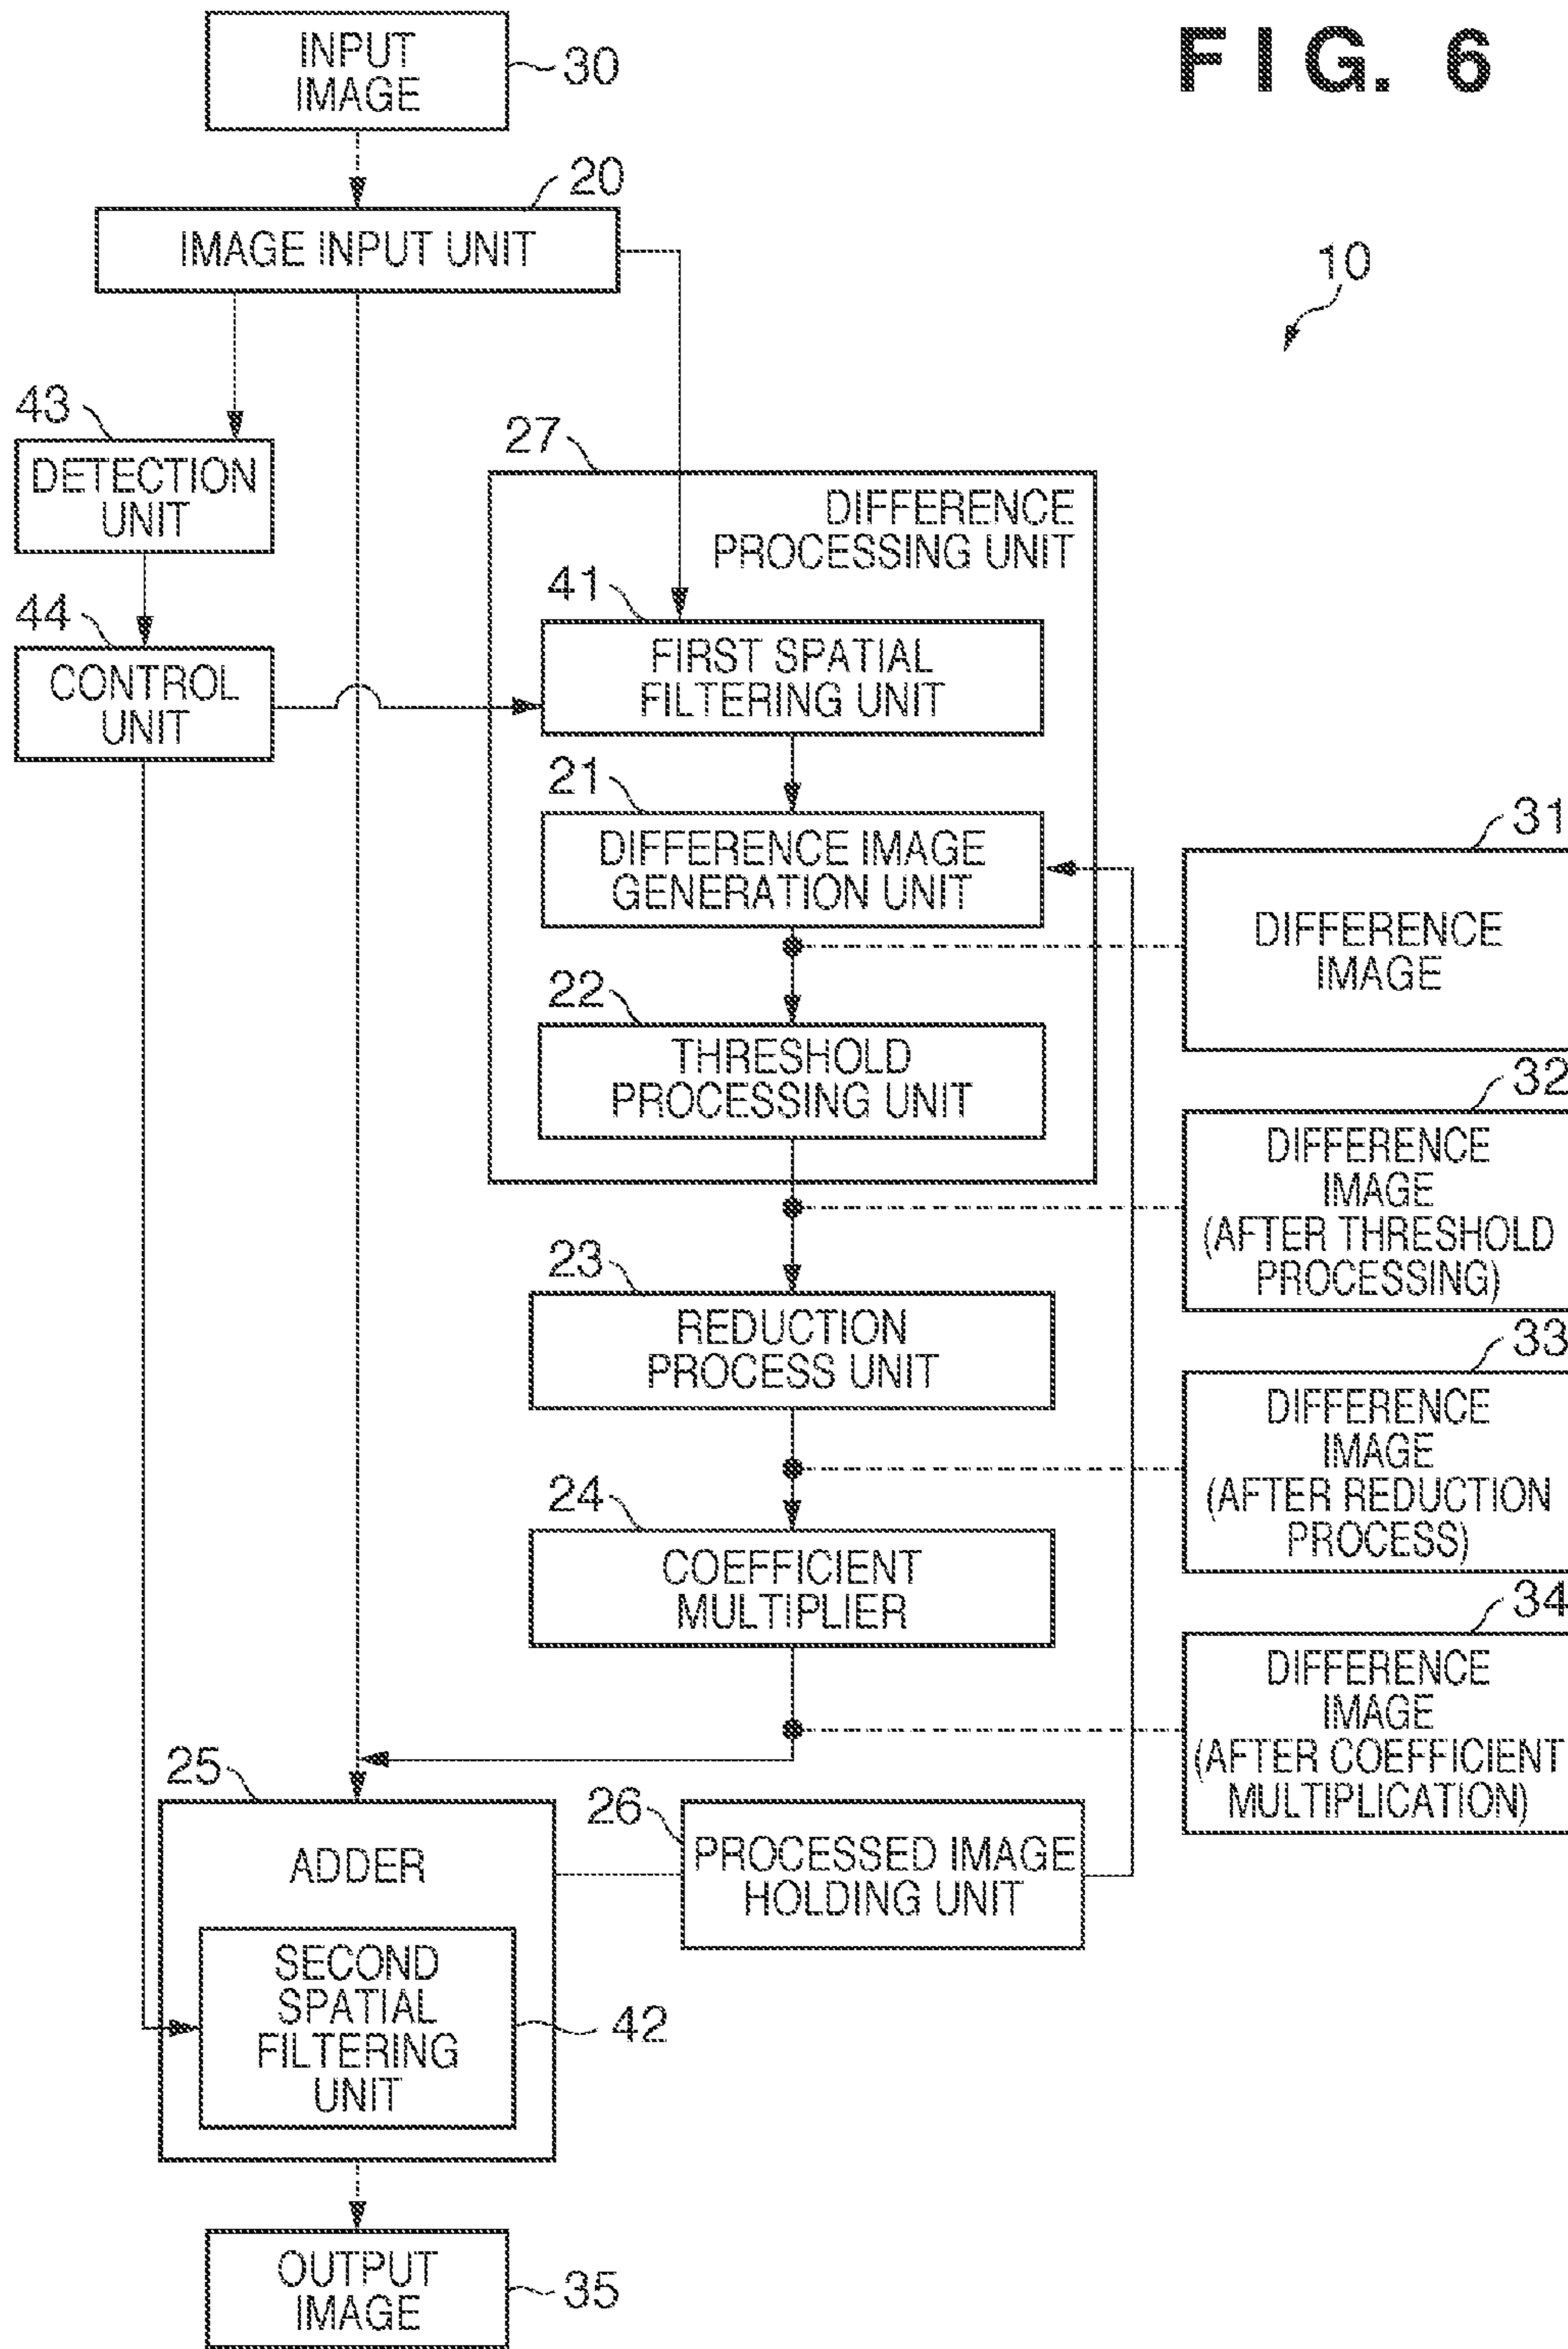 FIG. 6
INPUT
IMAGE
30
20
IMAGE INPUT UNIT
10
43
DETECTION
UNIT
27
DIFFERENCE
PROCESSING UNIT
41
FIRST SPATIAL
FILTERING UNIT
44
CONTROL
UNIT
21
DIFFERENCE IMAGE
GENERATION UNIT
31
DIFFERENCE
IMAGE
22
THRESHOLD
PROCESSING UNIT
32
DIFFERENCE
IMAGE
(AFTER THRESHOLD
PROCESSING)
23
REDUCTION
PROCESS UNIT
33
DIFFERENCE
IMAGE
(AFTER REDUCTION
PROCESS)
24
COEFFICIENT
MULTIPLIER
34
DIFFERENCE
IMAGE
(AFTER COEFFICIENT
MULTIPLICATION)
25
ADDER
26
PROCESSED IMAGE
HOLDING UNIT
SECOND
SPATIAL
FILTERING
UNIT
42
OUTPUT
IMAGE
35